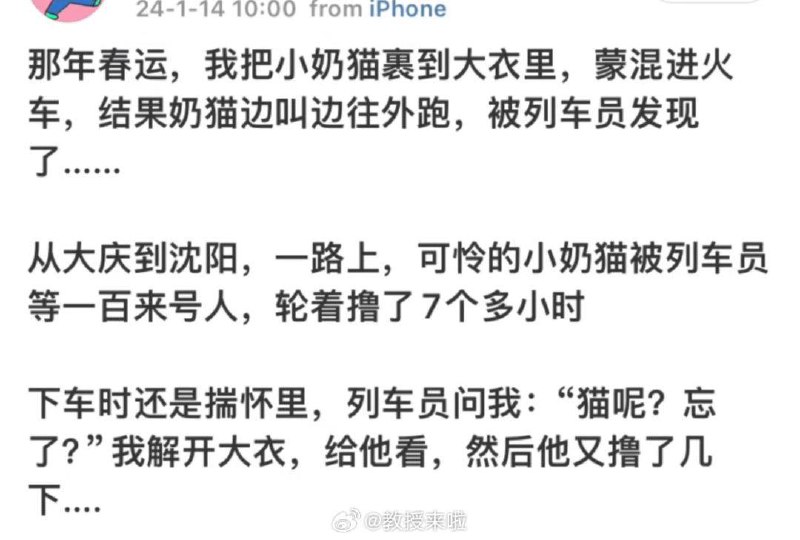 24-1-14 10:00 from iPhone
那年春运，我把小奶猫裹到大衣里，蒙混进火
车，结果奶猫边叫边往外跑，被列车员发现
了……
从大庆到沈阳，一路上，可怜的小奶猫被列车员
等一百来号人，轮着撸了7个多小时
下车时还是揣怀里，列车员问我：“猫呢？忘
了?”我解开大衣，给他看，然后他又撸了几
下....
@教授来啦